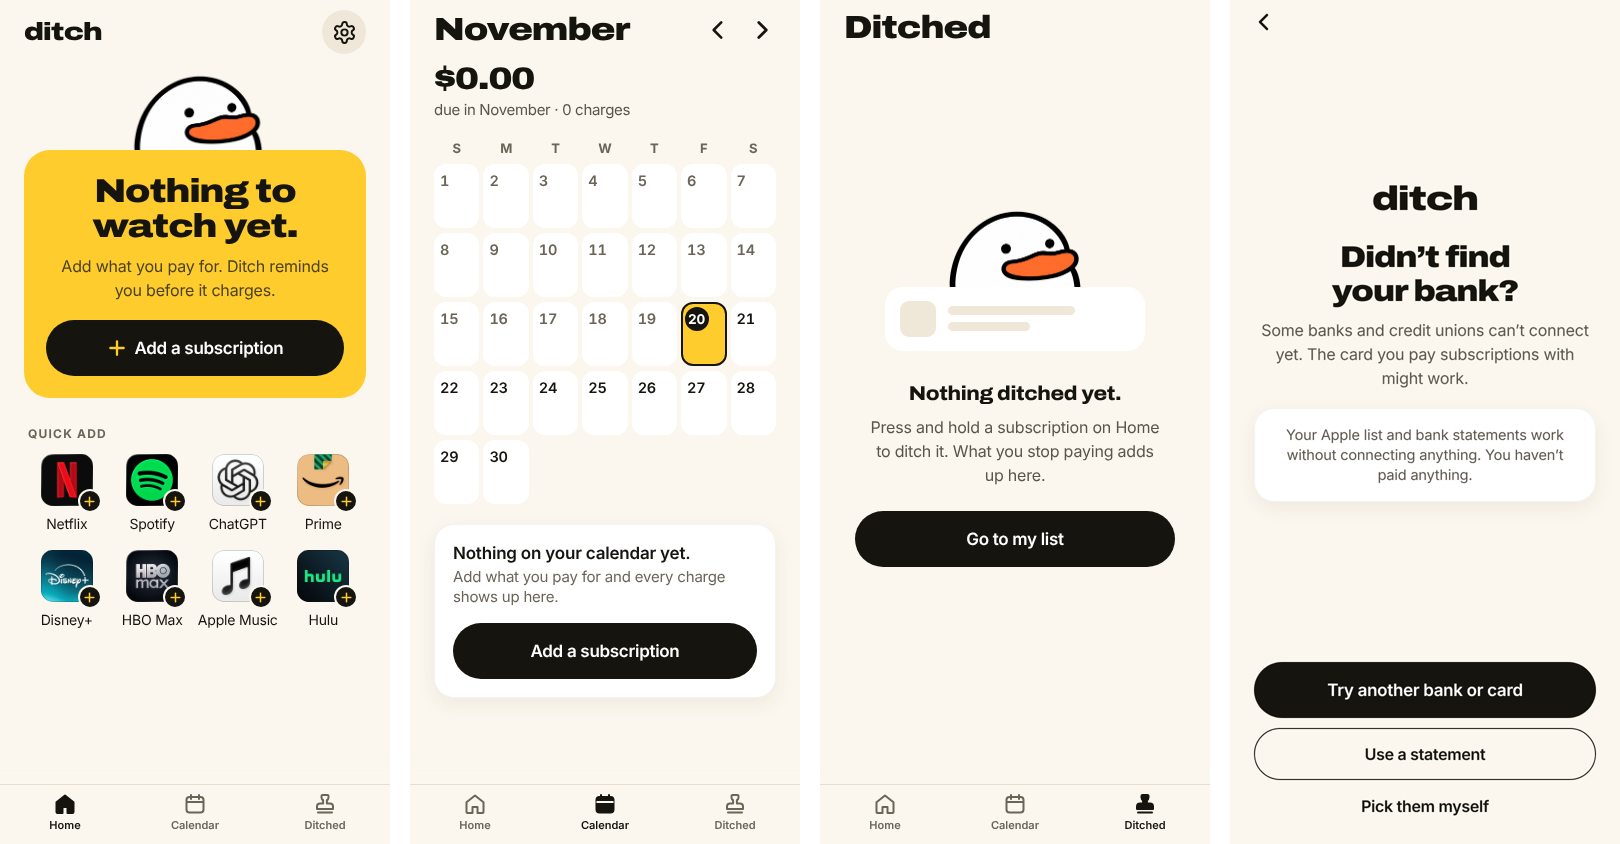 ditch
Nothing to
watch yet.
Add what you pay for. Ditch reminds
you before it charges.
Add a subscription
QUICK ADD
Netflix
Spotify
ChatGPT
Prime
Disney+
HBO
max
hulu
Disney+
HBO Max
Apple Music
Hulu
Home
Calendar
Ditched
November
$0.00
due in November · 0 charges
S M T W T F S
1 2 3 4 5 6 7
8 9 10 11 12 13 14
15 16 17 18 19 20 21
22 23 24 25 26 27 28
29 30
Nothing on your calendar yet.
Add what you pay for and every charge
shows up here.
Add a subscription
Home
Calendar
Ditched
Ditched
Nothing ditched yet.
Press and hold a subscription on Home
to ditch it. What you stop paying adds
up here.
Go to my list
Home
Calendar
Ditched
ditch
Didn’t find
your bank?
Some banks and credit unions can’t connect
yet. The card you pay subscriptions with
might work.
Your Apple list and bank statements work
without connecting anything. You haven’t
paid anything.
Try another bank or card
Use a statement
Pick them myself